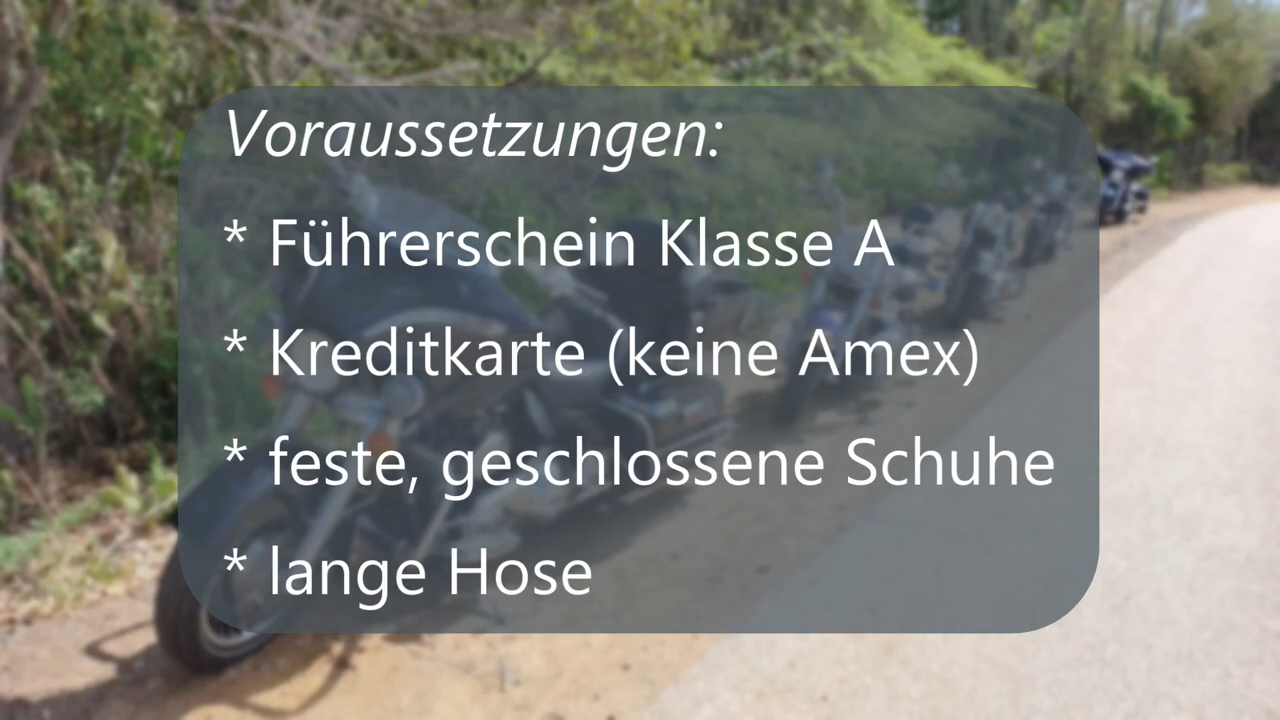 Voraussetzungen:
* Führerschein Klasse A
* Kreditkarte (keine Amex)
* feste, geschlossene Schuhe
* lange Hose